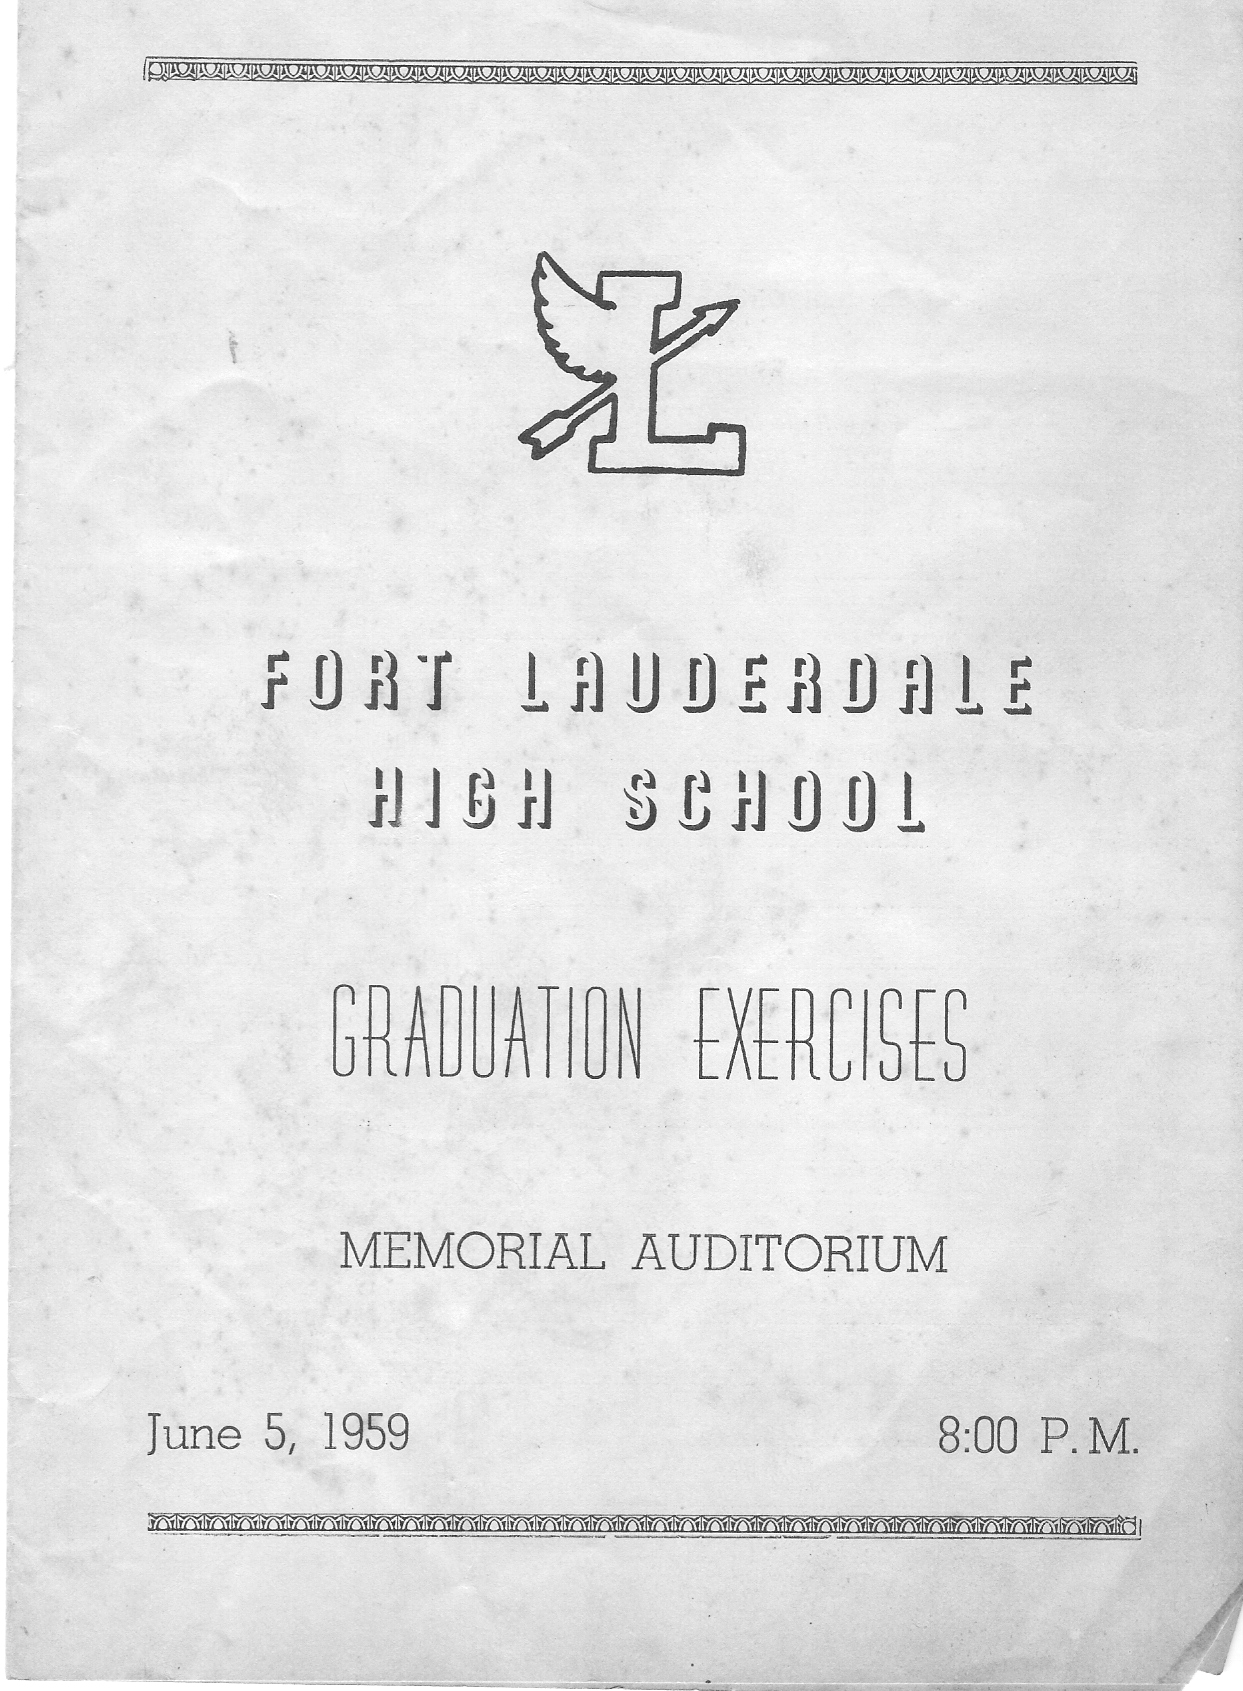 L
FORT LAUDERDALE
HIGH SCHOOL
GRADUATION EXERCISES
MEMORIAL AUDITORIUM
June 5, 1959 8:00 P. M.